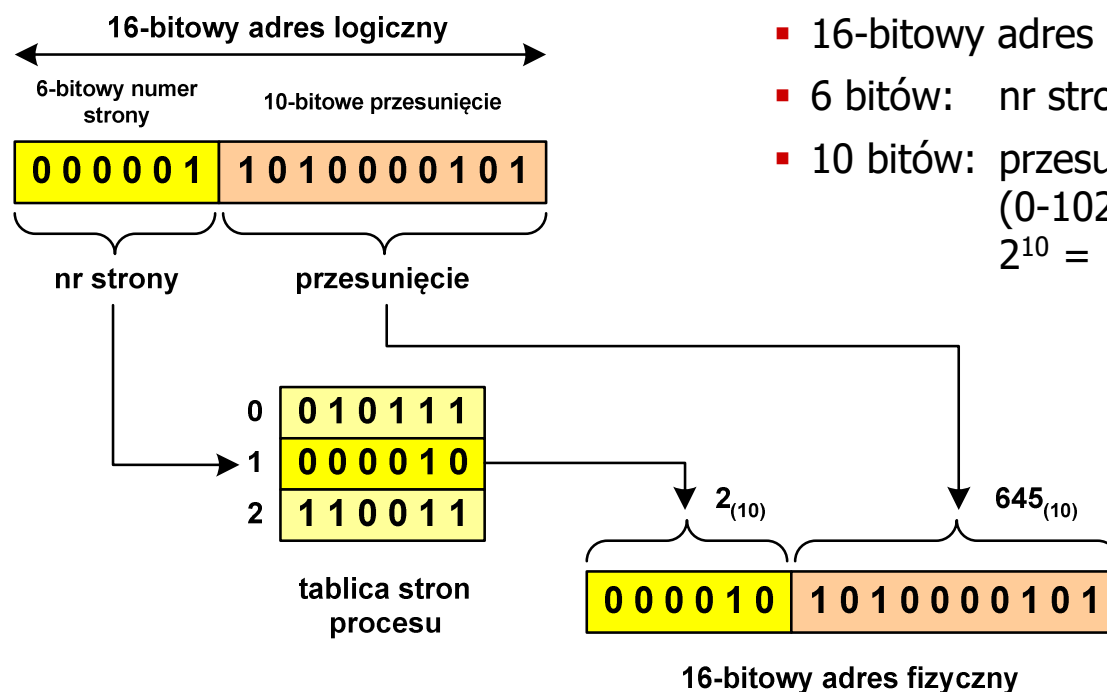 16-bitowy adres logiczny
6-bitowy numer
strony
10-bitowe przesunięcie
0 0 0 0 0 1 1 0 1 0 0 0 0 1 0 1
nr strony
przesunięcie
▪ 16-bitowy adres
▪ 6 bitów: nr
▪ 10 bitów:
2¹⁰ =
0 0 1 0 1 1 1
1 0 0 0 0 1 0
2 1 1 0 0 1 1
tablica stron
procesu
2(10)
645(10)
0 0 0 0 1 0 1 0 1 0 0 0 0 1 0 1
16-bitowy adres fizyczny